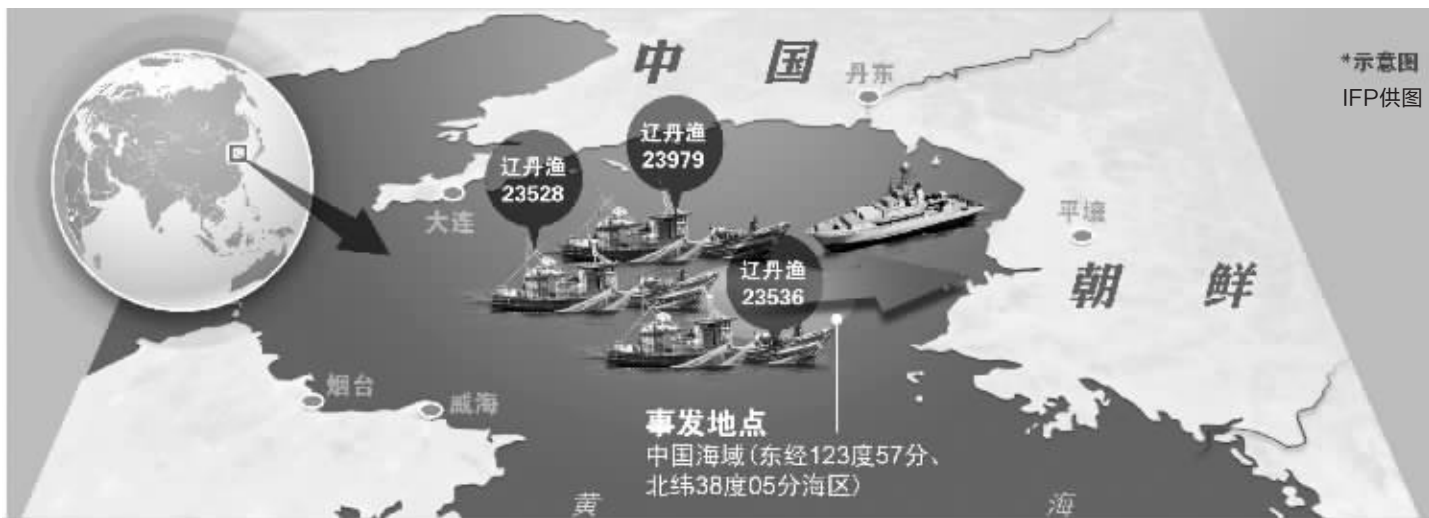 中 国
丹东
*示意图
IFP供图
辽丹渔
23979
辽丹渔
23528
大连
平壤
辽丹渔
23536
朝 鲜
烟台
威海
事发地点
中国海域(东经123度57分、
北纬38度05分海区)
黄 海